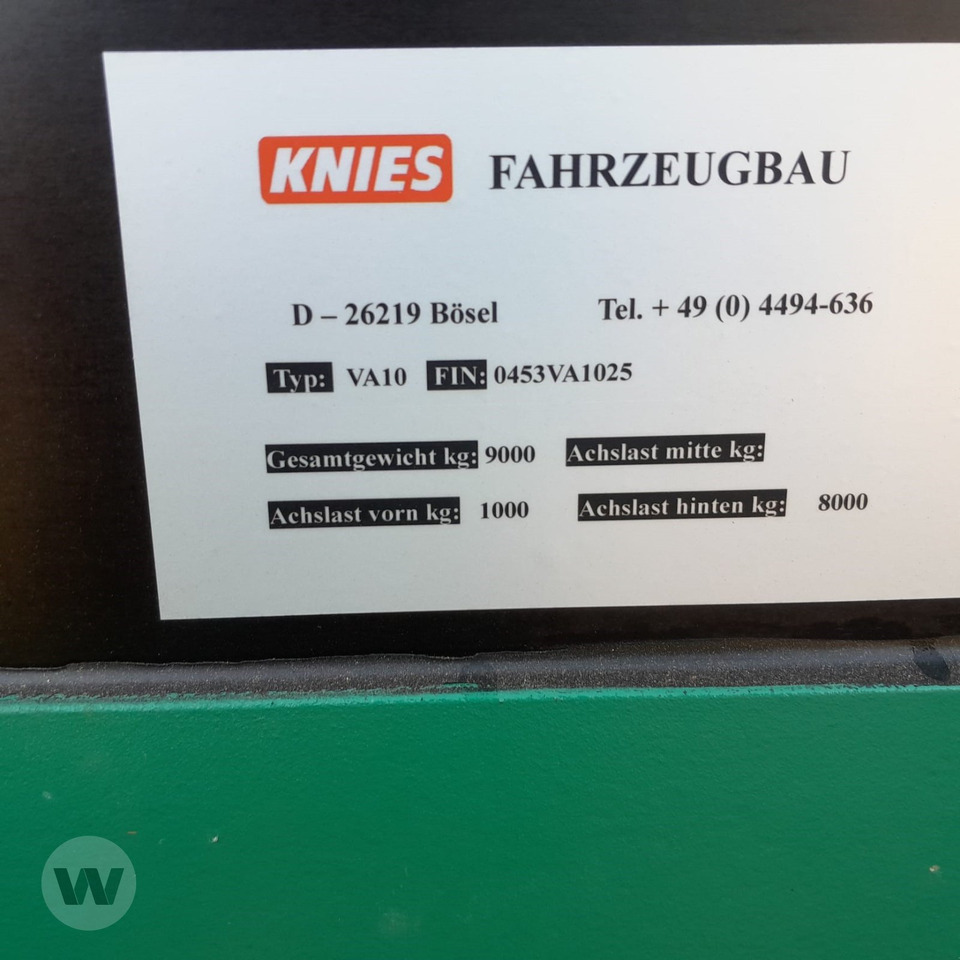 KNIES FAHRZEUGBAU
D – 26219 Bösel Tel. + 49 (0) 4494-636
Typ: VA10 FIN: 0453VA1025
Gesamtgewicht kg: 9000 Achslast mitte kg:
Achslast vorn kg: 1000 Achslast hinten kg: 8000
W